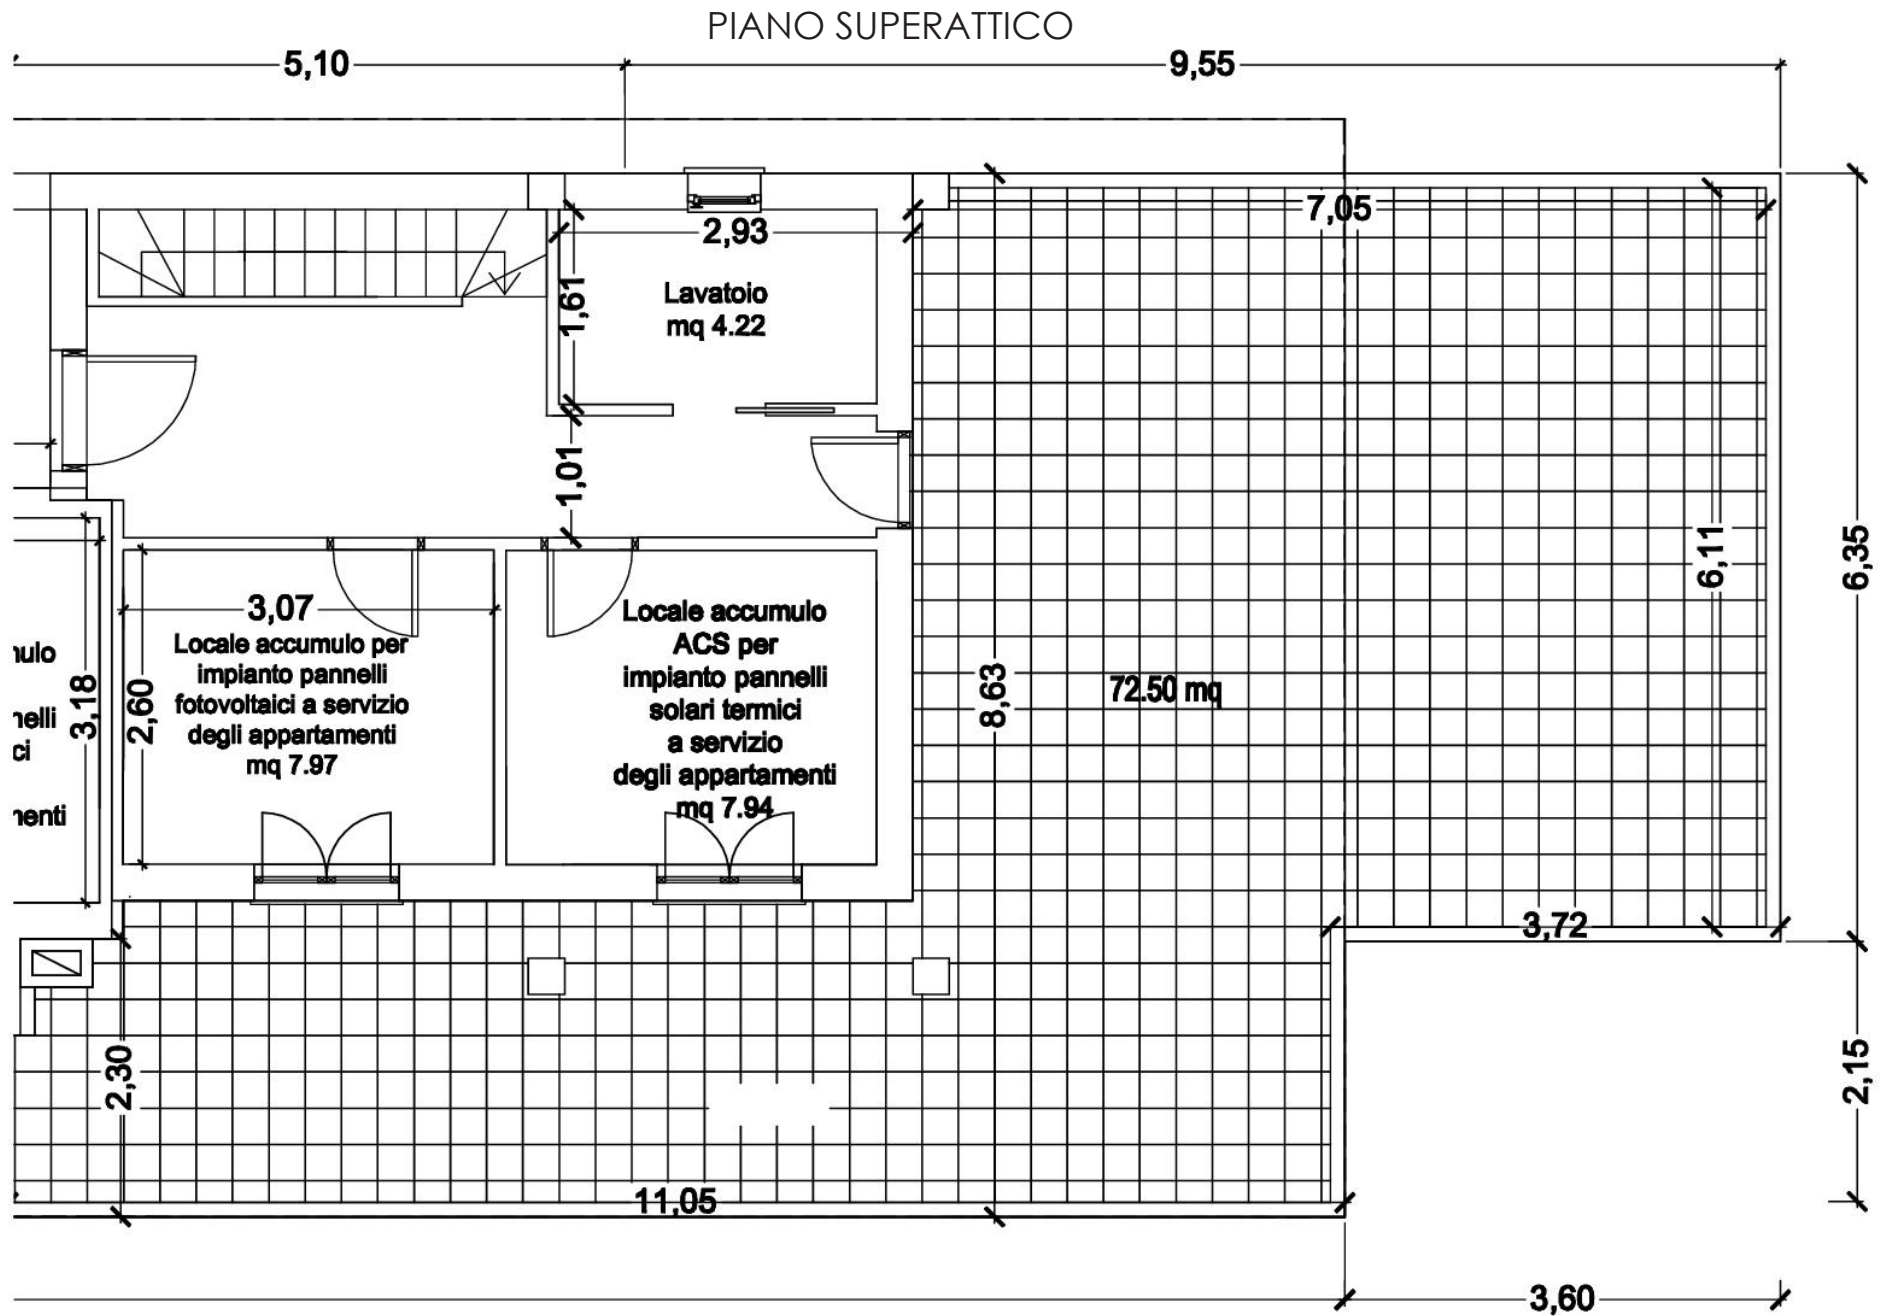 PIANO SUPERATTICO
5,10
9,55
7,05
2,93
1,61
Lavatoio
mq 4.22
1,01
6,11
6,35
3,07
Locale accumulo per
impianto pannelli
fotovoltaici a servizio
degli appartamenti
mq 7.97
Locale accumulo
ACS per
impianto pannelli
solari termici
a servizio
degli appartamenti
mq 7.94
3,18
2,60
8,63
72.50 mq
3,72
2,30
2,15
11,05
3,60